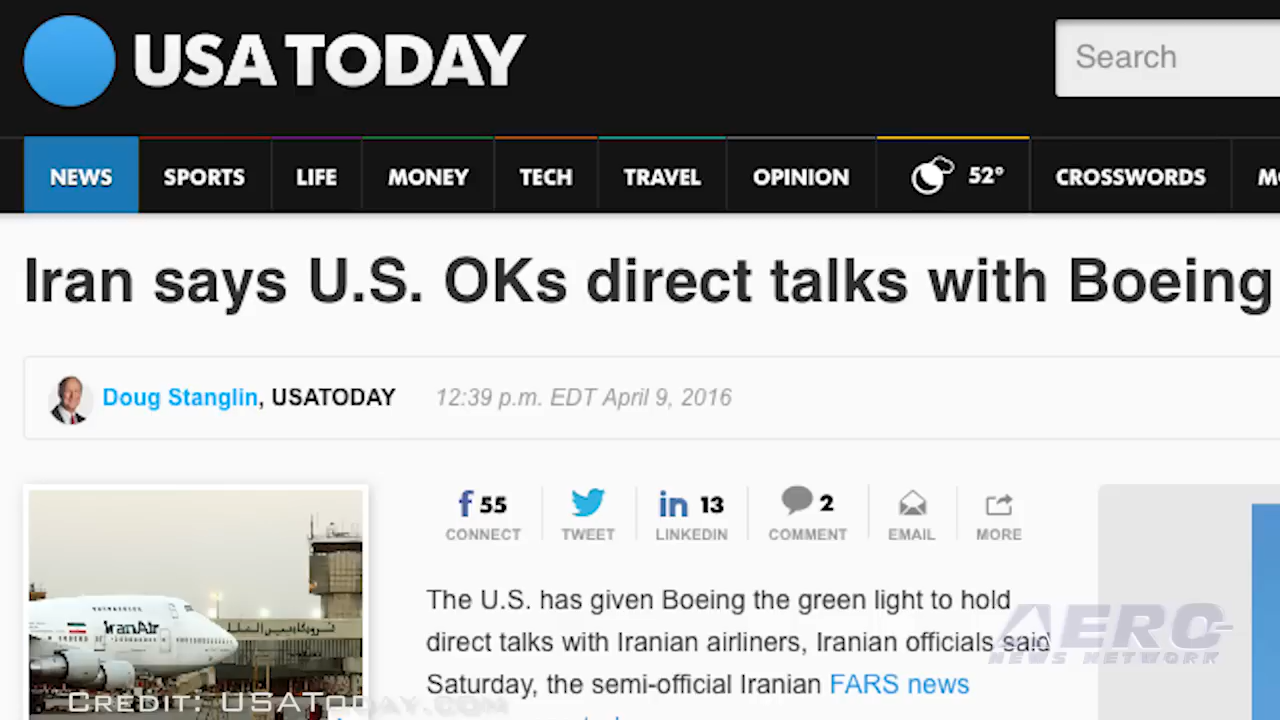 USA TODAY
Search
NEWS SPORTS LIFE MONEY TECH TRAVEL OPINION 52° CROSSWORDS
Iran says U.S. OKs direct talks with Boeing
Doug Stanglin, USATODAY 12:39 p.m. EDT April 9, 2016
f 55 in 13 2
CONNECT TWEET LINKEDIN COMMENT EMAIL MORE
The U.S. has given Boeing the green light to hold
direct talks with Iranian airliners, Iranian officials said
Saturday, the semi-official Iranian FARS news
IranAir
AERO
NEWS NETWORK
CREDIT: USATODAY.COM